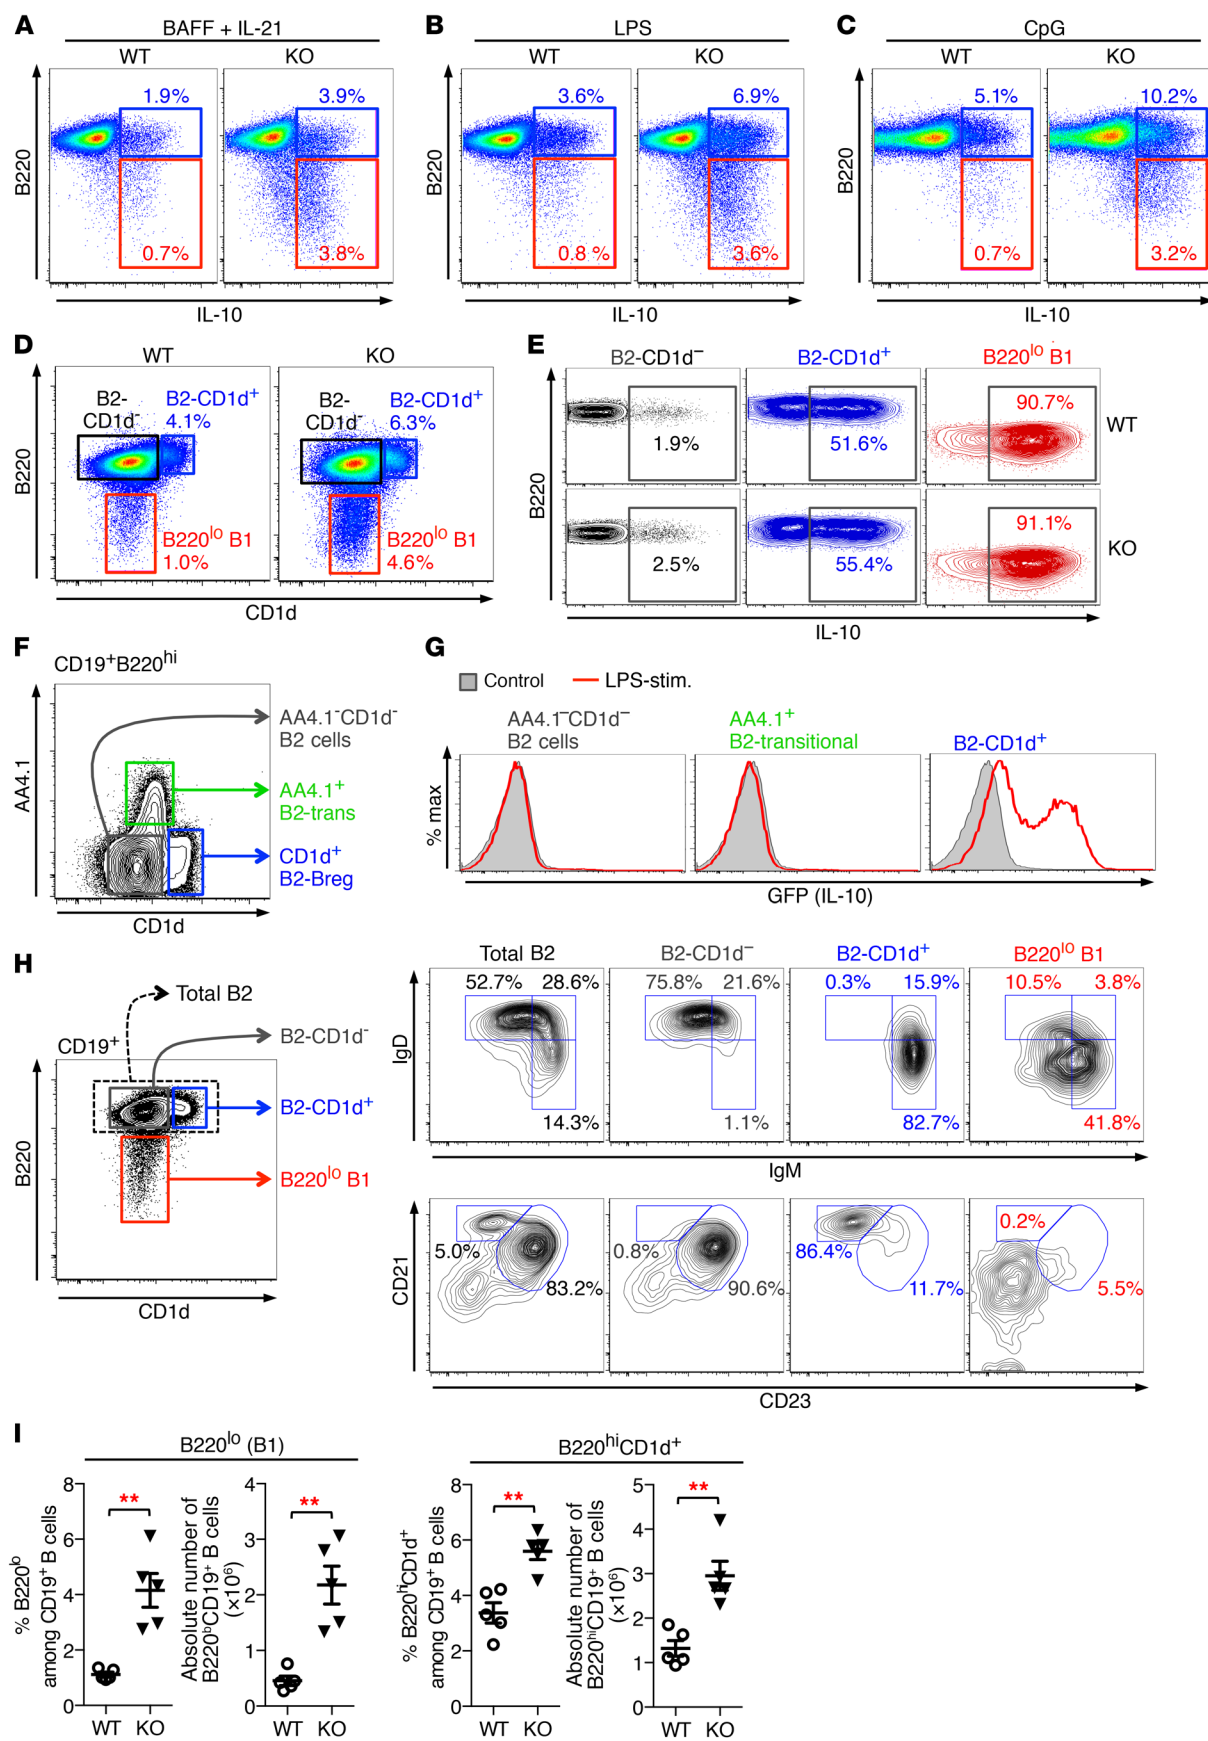 A
BAFF + IL-21
WT KO
1.9% 3.9%
0.7% 3.8%
B220
IL-10
B
LPS
WT KO
3.6% 6.9%
0.8 % 3.6%
B220
IL-10
C
CpG
WT KO
5.1% 10.2%
0.7% 3.2%
B220
IL-10
D
WT KO
B2-
CD1d-
B2-CD1d+
4.1%
B2-
CD1d-
B2-CD1d+
6.3%
B220lo B1
1.0%
B220lo B1
4.6%
B220
CD1d
E
B2-CD1d– B2-CD1d+ B220lo B1
1.9% 51.6% 90.7% WT
2.5% 55.4% 91.1% KO
B220
IL-10
F
CD19+B220hi
AA4.1-CD1d-
B2 cells
AA4.1+
B2-trans
CD1d+
B2-Breg
AA4.1
CD1d
G
Control LPS-stim.
AA4.1–CD1d–
B2 cells
AA4.1+
B2-transitional
B2-CD1d+
% max
GFP (IL-10)
H
Total B2
B2-CD1d-
CD19+
B2-CD1d+
B220lo B1
B220
CD1d
Total B2 B2-CD1d– B2-CD1d+ B220lo B1
52.7% 28.6% 75.8% 21.6% 0.3% 15.9% 10.5% 3.8%
14.3% 1.1% 82.7% 41.8%
IgD
IgM
5.0% 0.8% 86.4% 0.2%
83.2% 90.6% 11.7% 5.5%
CD21
CD23
I
B220lo (B1)
B220hiCD1d+
% B220lo
among CD19+ B cells
8
6
4
2
0
**
WT KO
Absolute number of
B220bCD19+ B cells
(×10⁶)
4
3
2
1
0
**
WT KO
% B220hiCD1d+
among CD19+ B cells
8
6
4
2
0
**
WT KO
Absolute number of
B220hiCD19+ B cells
(×10⁶)
5
4
3
2
1
0
**
WT KO